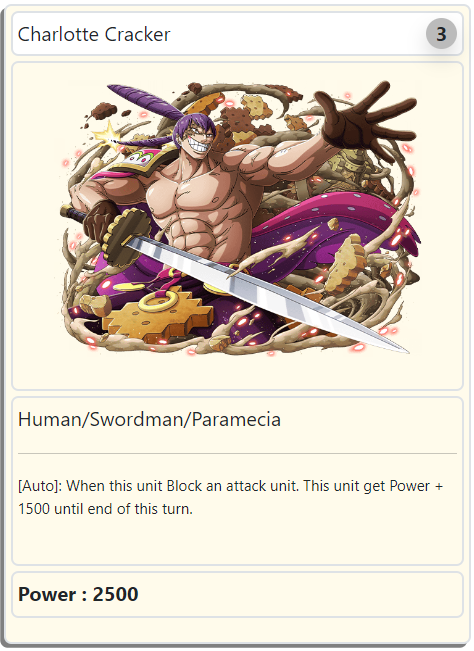 Charlotte Cracker
3
Human/Swordman/Paramecia
[Auto]: When this unit Block an attack unit. This unit get Power +
1500 until end of this turn.
Power : 2500